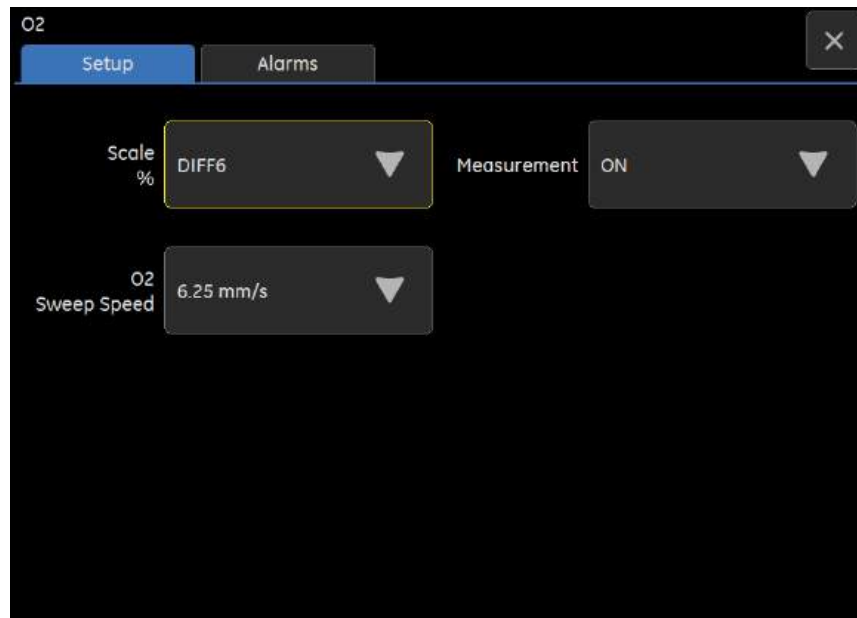 O2
Setup Alarms
Scale
%
DIFF6
Measurement
ON
O2
Sweep Speed
6.25 mm/s